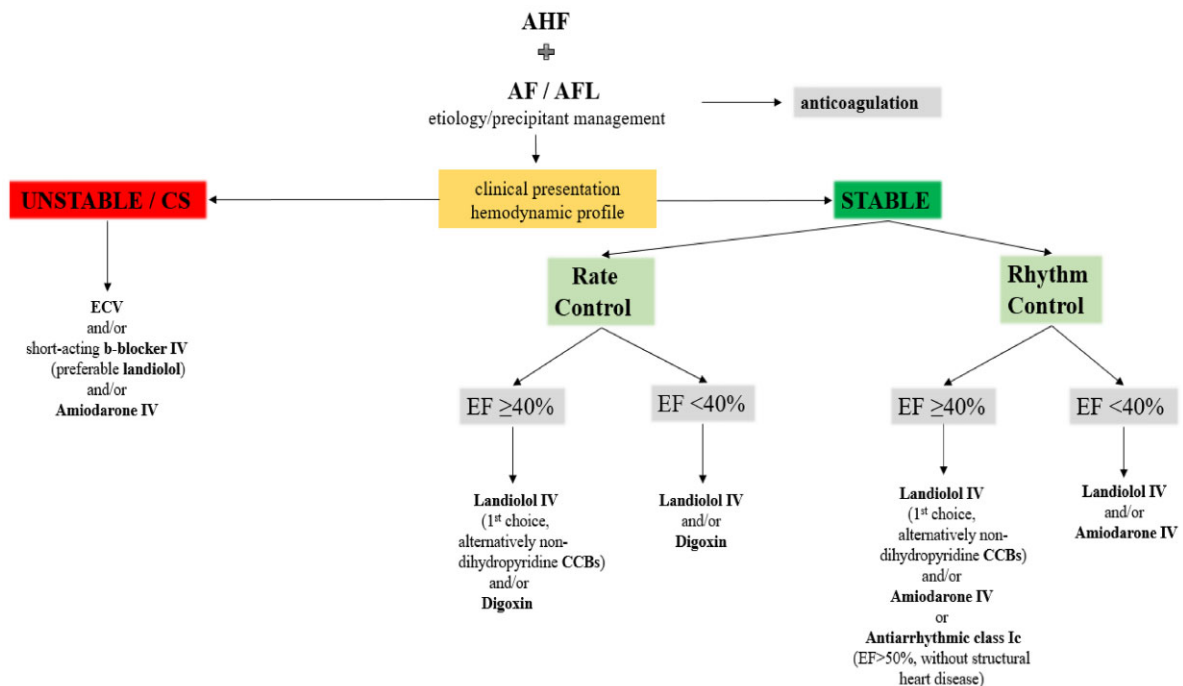 AHF
AF / AFL
etiology/precipitant management
anticoagulation
clinical presentation
hemodynamic profile
UNSTABLE / CS
STABLE
ECV
and/or
short-acting b-blocker IV
(preferable landiolol)
and/or
Amiodarone IV
Rate
Control
Rhythm
Control
EF ≥40%
EF <40%
EF ≥40%
EF <40%
Landiolol IV
(1st choice,
alternatively non-
dihydropyridine CCBs)
and/or
Digoxin
Landiolol IV
and/or
Digoxin
Landiolol IV
(1st choice,
alternatively non-
dihydropyridine CCBs)
and/or
Amiodarone IV
or
Antiarrhythmic class Ic
(EF>50%, without structural
heart disease)
Landiolol IV
and/or
Amiodarone IV